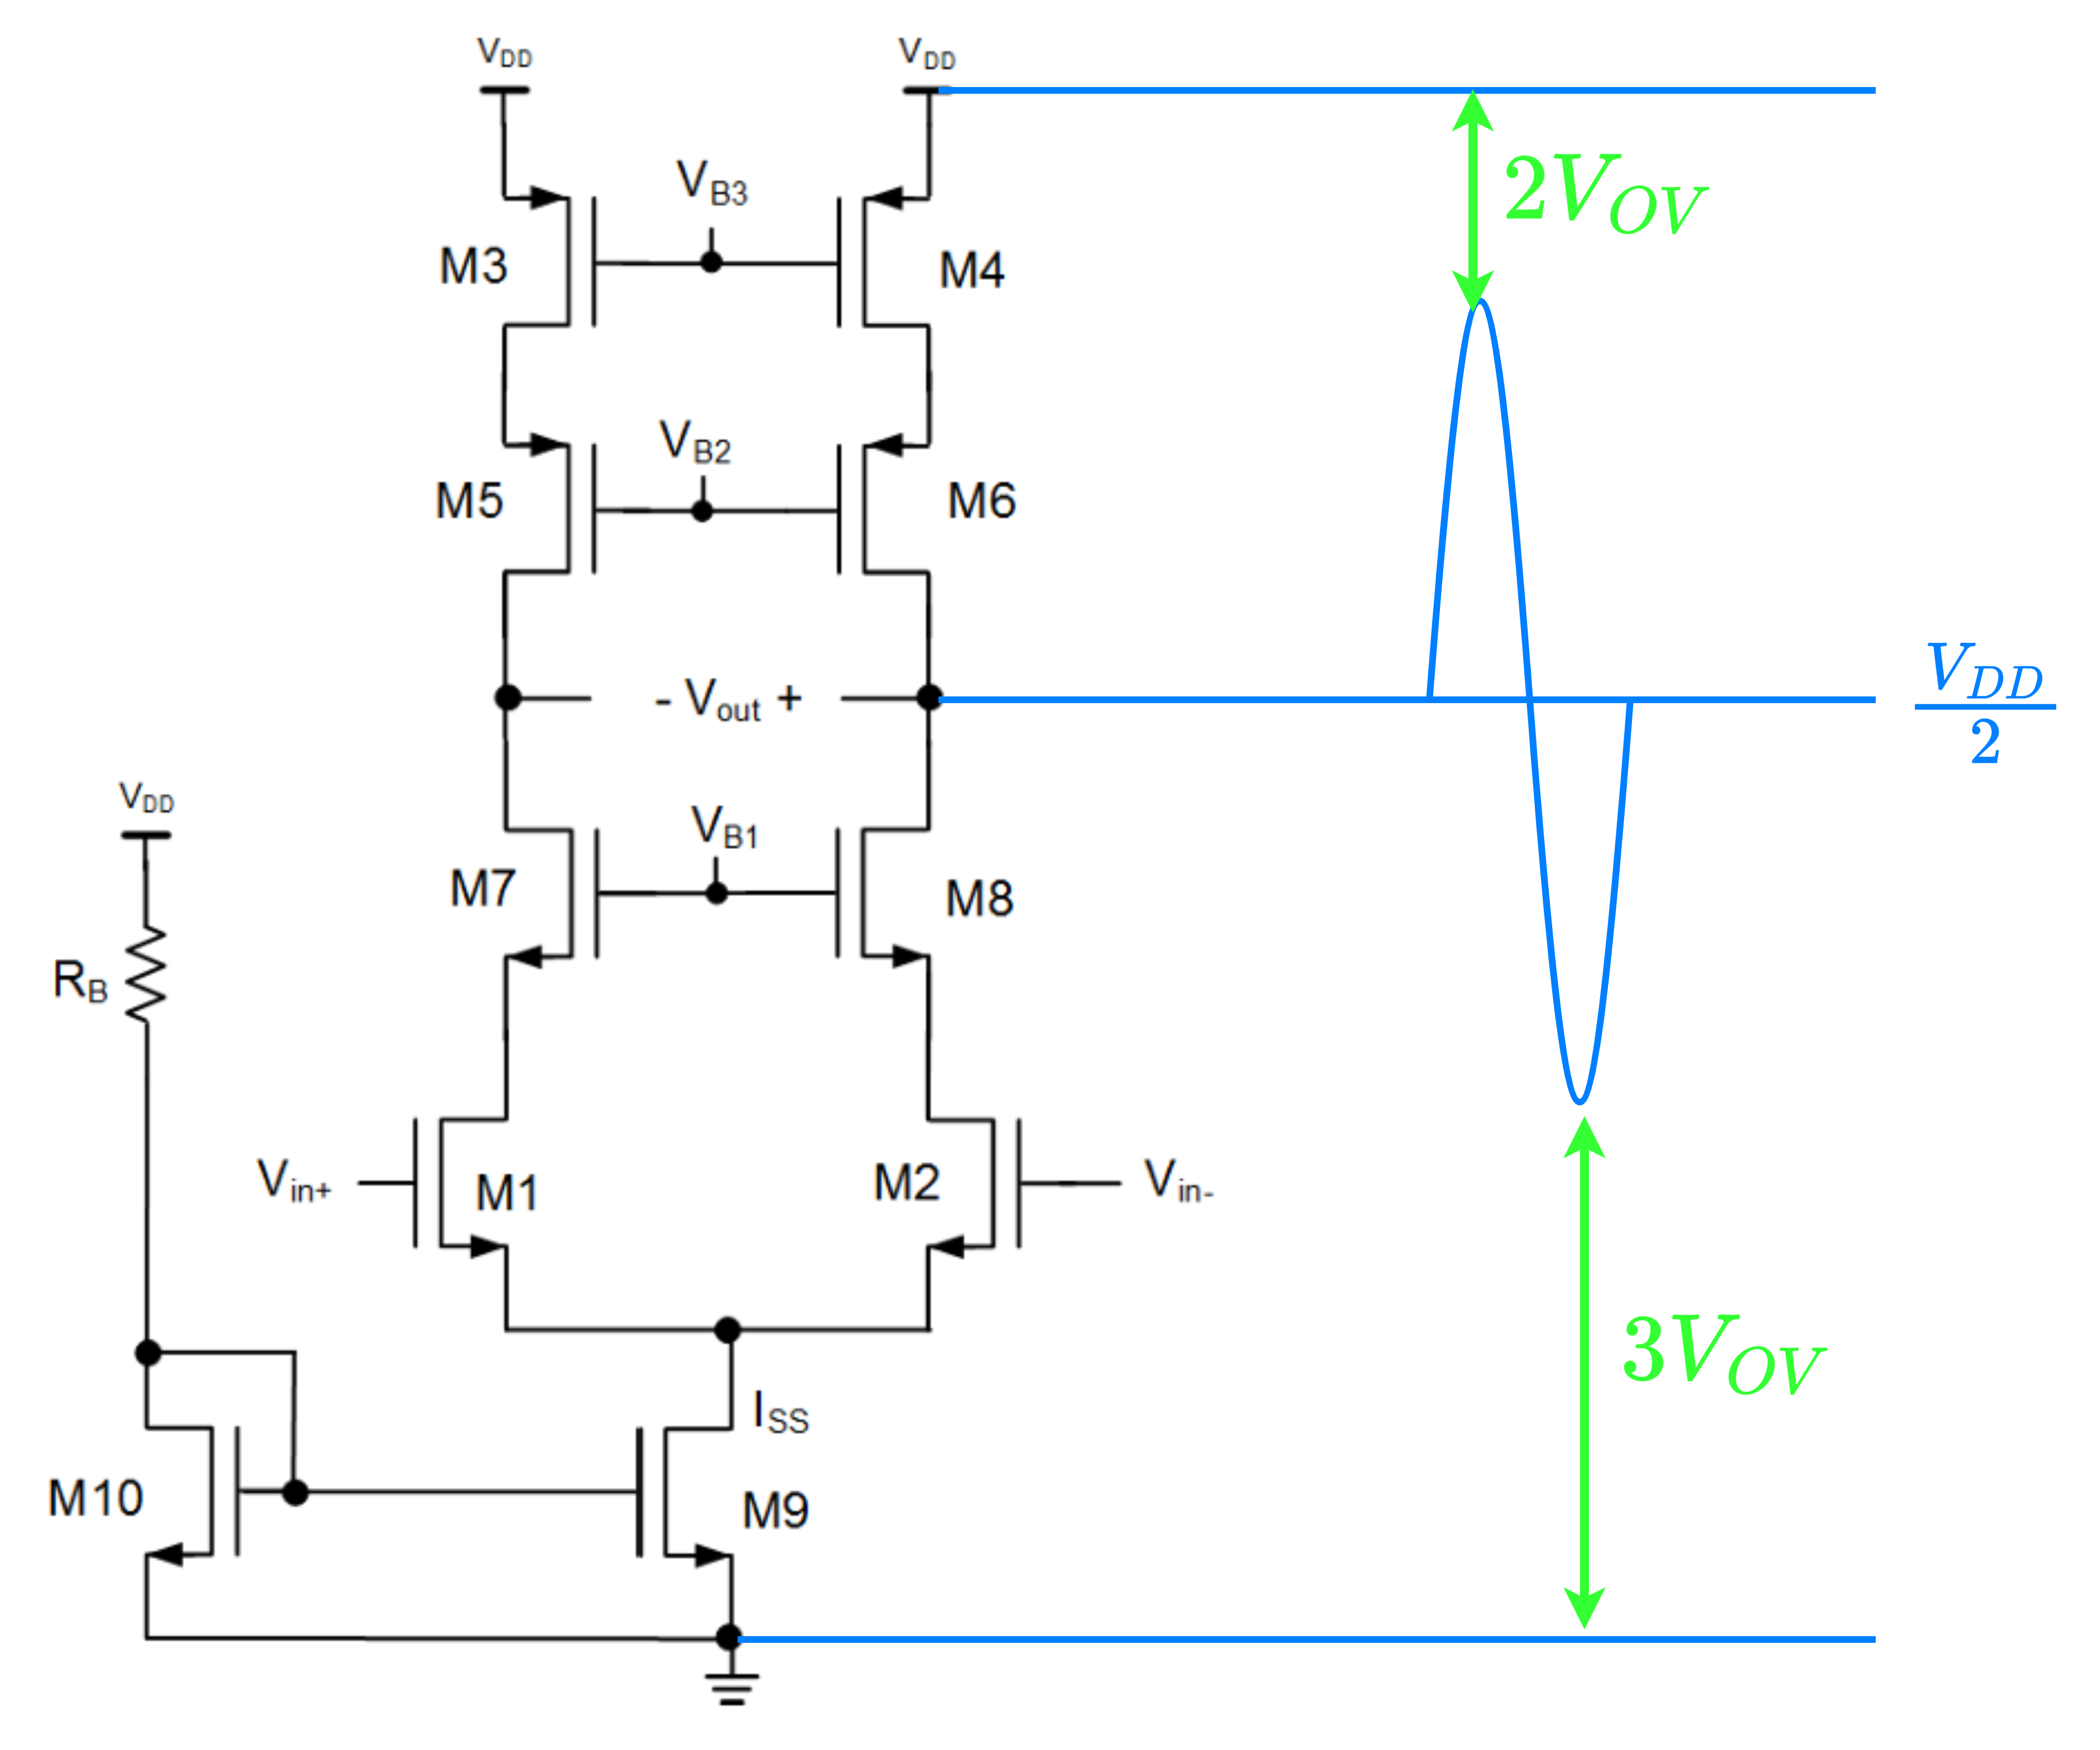 VDD
VDD
VB3
2VOV
M3
M4
VB2
M5
M6
- Vout +
VDD
2
VDD
VB1
M7
M8
RB
Vin+
M1
M2
Vin-
3VOV
ISS
M10
M9